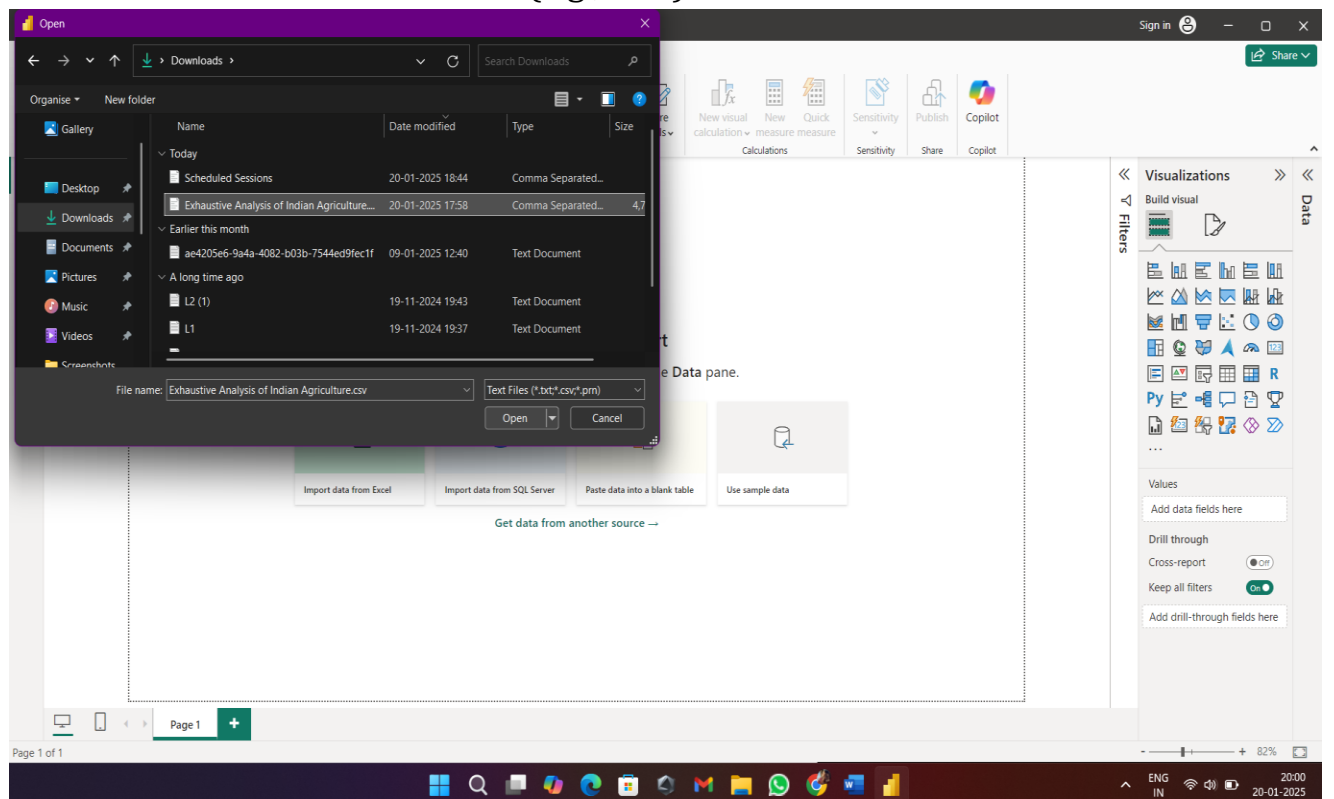 Open
Sign in
Share
Downloads
Search Downloads
Organise
New folder
Gallery
Desktop
Downloads
Documents
Pictures
Music
Videos
Screenshots
Name Date modified Type Size
Today
Scheduled Sessions 20-01-2025 18:44 Comma Separated...
Exhaustive Analysis of Indian Agriculture.... 20-01-2025 17:58 Comma Separated... 4,7
Earlier this month
ae4205e6-9a4a-4082-b03b-7544ed9fec1f 09-01-2025 12:40 Text Document
A long time ago
L2 (1) 19-11-2024 19:43 Text Document
L1 19-11-2024 19:37 Text Document
File name: Exhaustive Analysis of Indian Agriculture.csv Text Files (*.txt;*.csv;*.prn)
Open Cancel
New visual calculation
New measure
Quick measure
Sensitivity
Publish
Copilot
Calculations Sensitivity Share Copilot
Data pane.
Import data from Excel
Import data from SQL Server
Paste data into a blank table
Use sample data
Get data from another source →
Filters
Visualizations
Build visual
123
R
Py
123
...
Values
Add data fields here
Drill through
Cross-report Off
Keep all filters On
Add drill-through fields here
Data
Page 1
Page 1 of 1
- + 82%
ENG
IN
20:00
20-01-2025